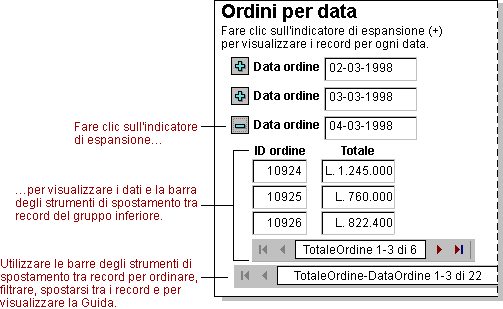 Ordini per data
Fare clic sull'indicatore di espansione (+)
per visualizzare i record per ogni data.
Data ordine 02-03-1998
Data ordine 03-03-1998
Fare clic sull'indicatore
di espansione...
Data ordine 04-03-1998
ID ordine Totale
10924 L. 1.245.000
...per visualizzare i dati e la barra
degli strumenti di spostamento tra
record del gruppo inferiore.
10925 L. 760.000
10926 L. 822.400
TotaleOrdine 1-3 di 6
Utilizzare le barre degli strumenti di
spostamento tra record per ordinare,
filtrare, spostarsi tra i record e per
visualizzare la Guida.
TotaleOrdine-DataOrdine 1-3 di 22